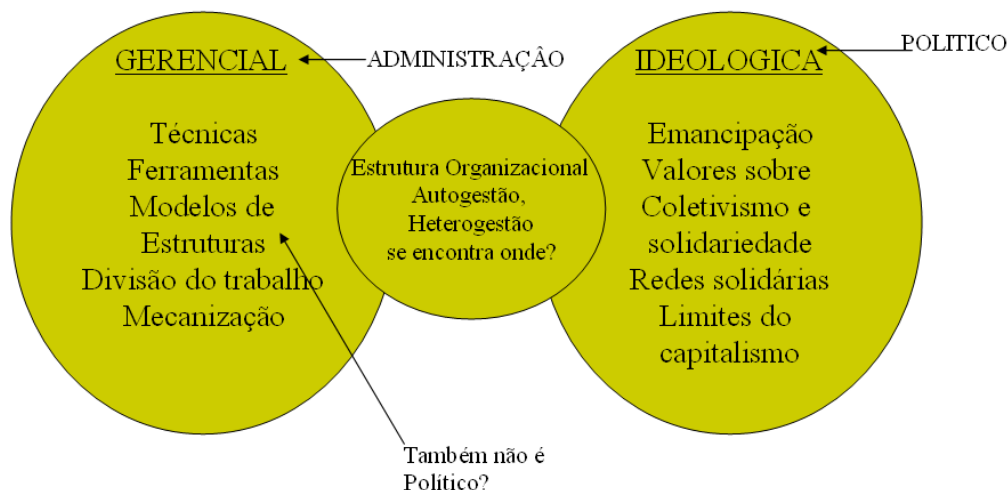 GERENCIAL
ADMINISTRAÇÂO
Técnicas
Ferramentas
Modelos de
Estruturas
Divisão do trabalho
Mecanização
Estrutura Organizacional
Autogestão,
Heterogestão
se encontra onde?
POLITICO
IDEOLOGICA
Emancipação
Valores sobre
Coletivismo e
solidariedade
Redes solidárias
Limites do
capitalismo
Também não é
Político?